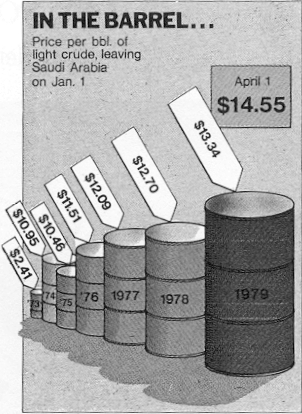 IN THE BARREL...
Price per bbl. of
light crude, leaving
Saudi Arabia
on Jan. 1
April 1
$14.55
$13.34
$12.70
$12.09
$11.51
$10.46
$10.95
$2.41
'73
'74
'75
'76
1977
1978
1979